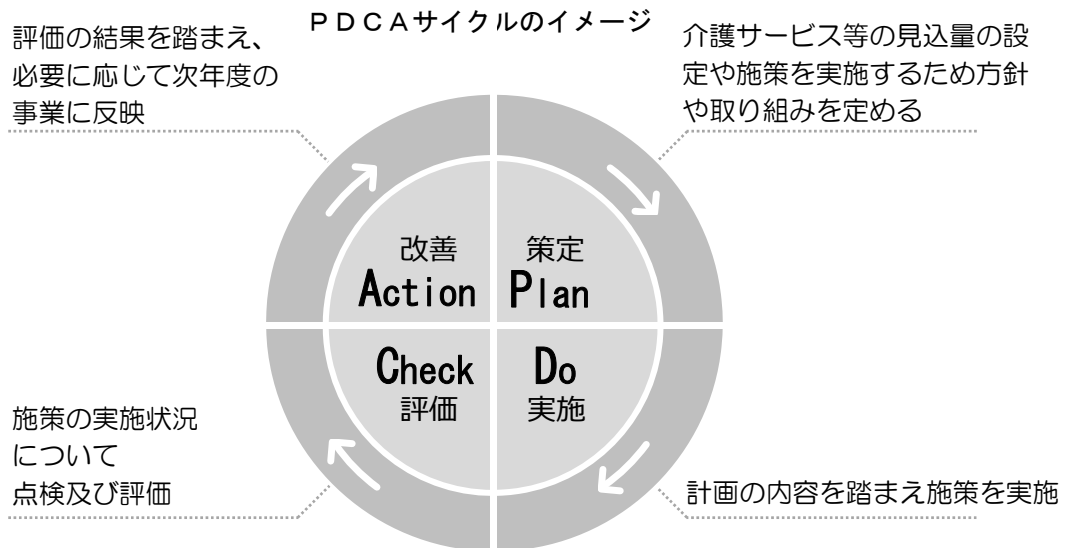 ＰＤＣＡサイクルのイメージ
評価の結果を踏まえ、
必要に応じて次年度の
事業に反映
介護サービス等の見込量の設
定や施策を実施するため方針
や取り組みを定める
改善
Action
策定
Plan
Check
評価
Do
実施
施策の実施状況
について
点検及び評価
計画の内容を踏まえ施策を実施